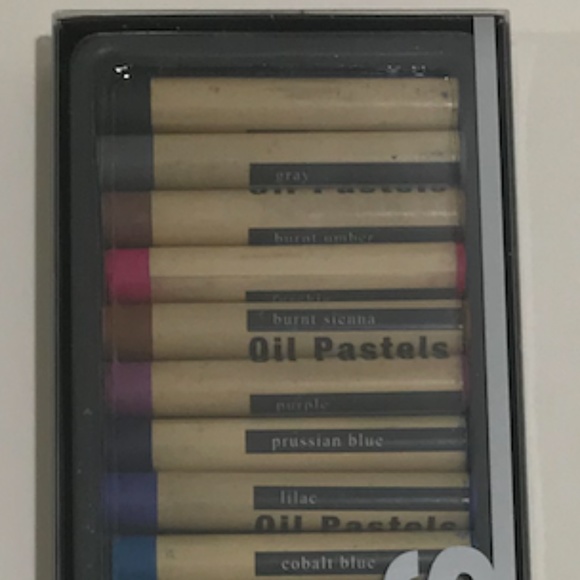 gray
Oil Pastels
burnt umber
burnt sienna
Oil Pastels
purple
prussian blue
lilac
Oil Pastels
cobalt blue